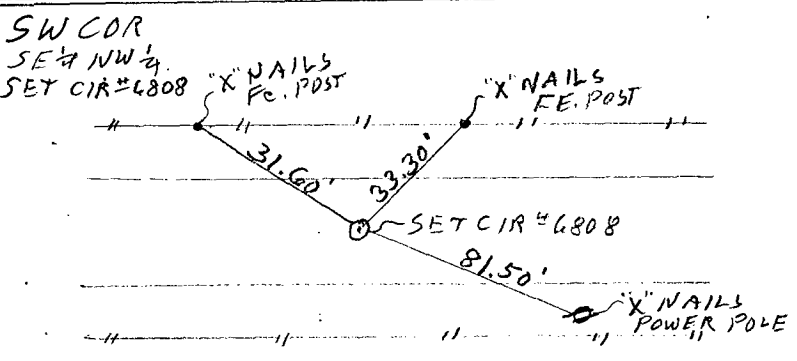 SW COR
SE¼ NW¼.
SET CIR#6808
"X" NAILS
FC. POST
"X" NAILS
FE. POST
31.60'
33.30'
SET CIR #6808
81.50'
"X" NAILS
POWER POLE